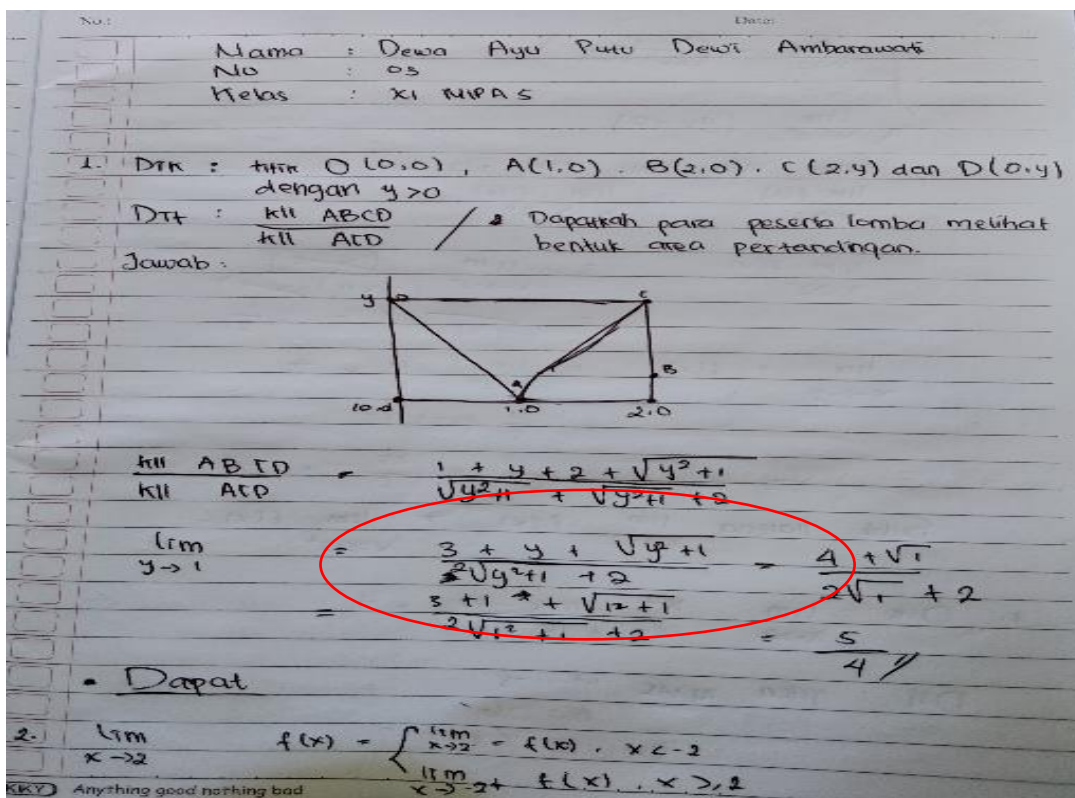 No.: Date:
Nama : Dewa Ayu Putu Dewi Ambarawati
No : 05
Kelas : XI MIPA 5
1. Dik : titik O (0,0), A(1,0). B(2,0). C(2,y) dan D(0,y)
dengan y>0
Dit : kll ABCD / kll ACD Dapatkah para peserta lomba melihat
bentuk area pertandingan.
Jawab :
y D C
A B
1.0 2.0
kll ABCD / kll ACD = 1 + y + 2 + √y²+1 / √y²+1 + √y²+1 + 2
lim y→1 = 3 + y + √y²+1 / 2√y²+1 + 2 = 4 + √1 / 2√1 + 2
= 3 + 1 + √1²+1 / 2√1²+1 + 2 = 5/4 //
• Dapat
2.) lim x→2 f(x) = { lim x→2 - f(x), x < -2
lim x→-2+ f(x), x ≥, 2
KKY Anything good nothing bad